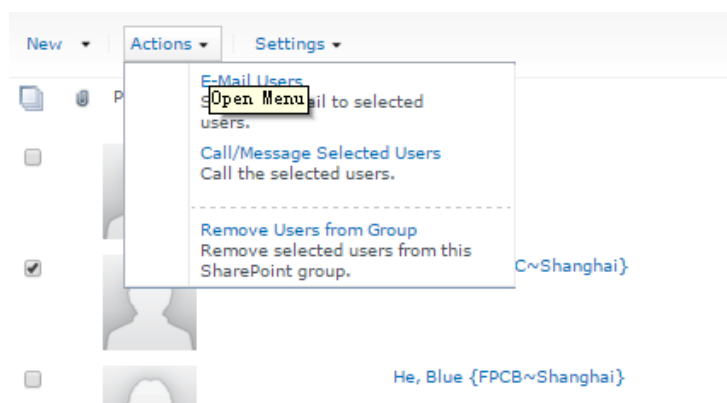 New Actions Settings
E-Mail Users
Open Menu
S ail to selected
users.
Call/Message Selected Users
Call the selected users.
Remove Users from Group
Remove selected users from this
SharePoint group.
C~Shanghai}
He, Blue {FPCB~Shanghai}